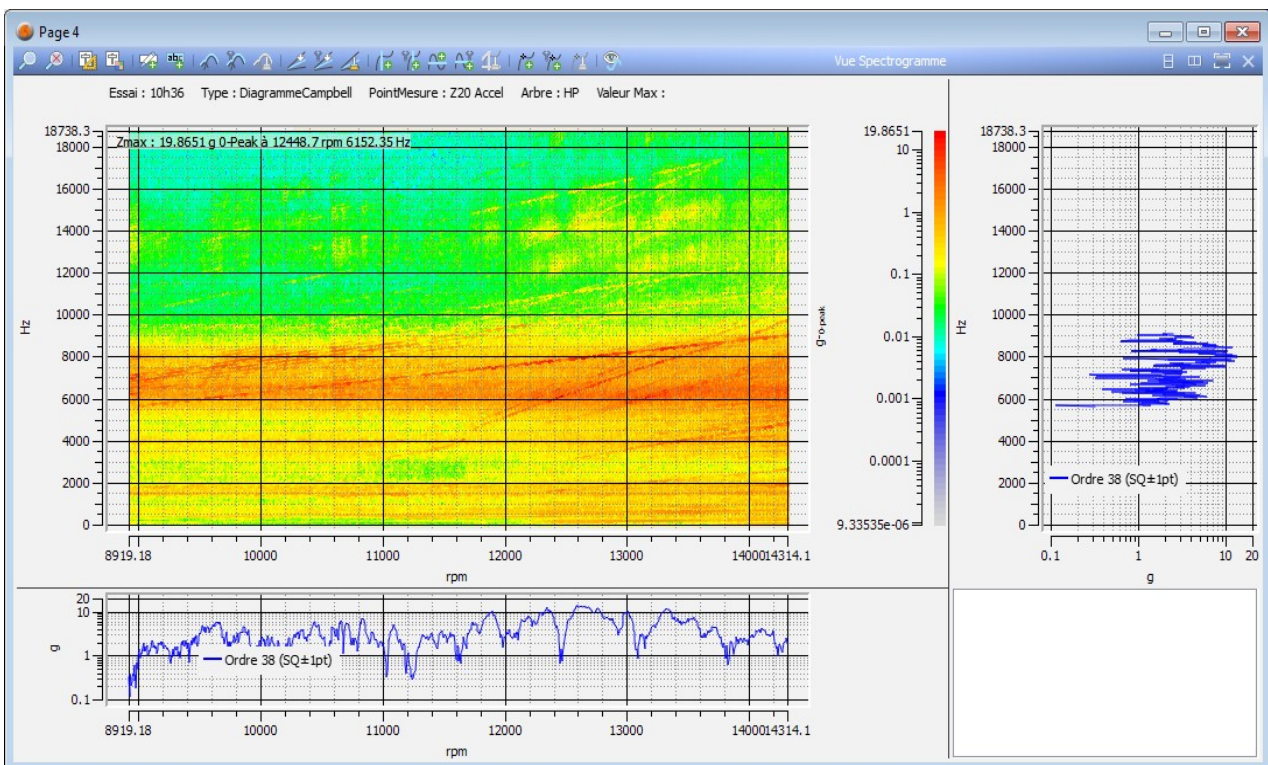 Page 4
Vue Spectrogramme
Essai : 10h36 Type : DiagrammeCampbell PointMesure : Z20 Accel Arbre : HP Valeur Max :
Zmax : 19.8651 g 0-Peak à 12448.7 rpm 6152.35 Hz
18738.3
18000
16000
14000
12000
10000
8000
6000
4000
2000
0
Hz
8919.18 10000 11000 12000 13000 14000 14314.1
rpm
19.8651
10
1
0.1
0.01
0.001
0.0001
9.33535e-06
g-0-peak
18738.3
18000
16000
14000
12000
10000
8000
6000
4000
2000
0
Hz
Ordre 38 (SQ±1pt)
0.1 1 10 20
g
20
10
1
0.1
g
Ordre 38 (SQ±1pt)
8919.18 10000 11000 12000 13000 14000 14314.1
rpm